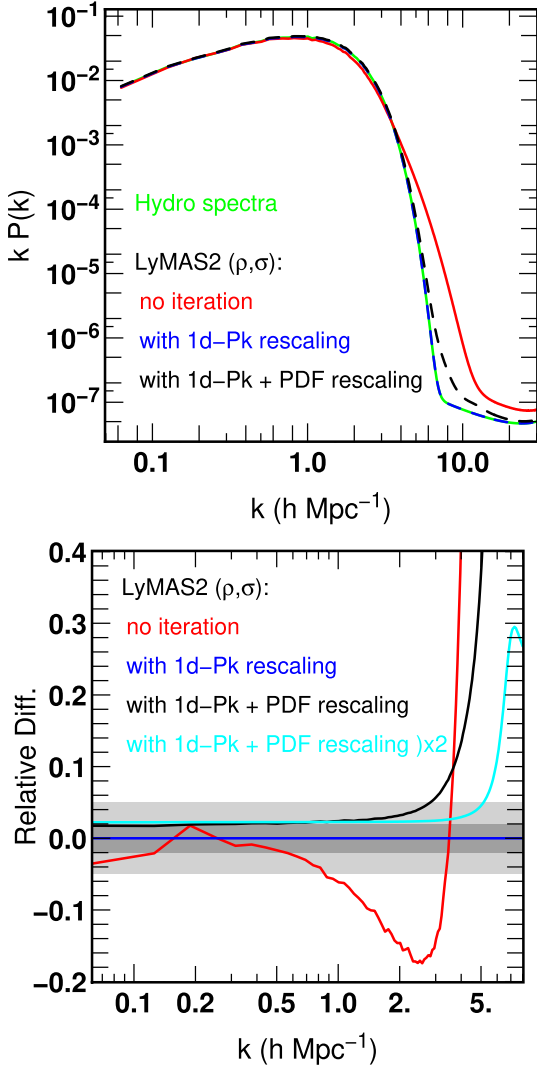 10⁻¹
10⁻²
10⁻³
10⁻⁴
10⁻⁵
10⁻⁶
10⁻⁷
k P(k)
Hydro spectra
LyMAS2 (ρ,σ):
no iteration
with 1d−Pk rescaling
with 1d−Pk + PDF rescaling
0.1 1.0 10.0
k (h Mpc⁻¹)
0.4
0.3
0.2
0.1
0.0
−0.1
−0.2
Relative Diff.
LyMAS2 (ρ,σ):
no iteration
with 1d−Pk rescaling
with 1d−Pk + PDF rescaling
with 1d−Pk + PDF rescaling )x2
0.1 0.2 0.5 1.0 2. 5.
k (h Mpc⁻¹)